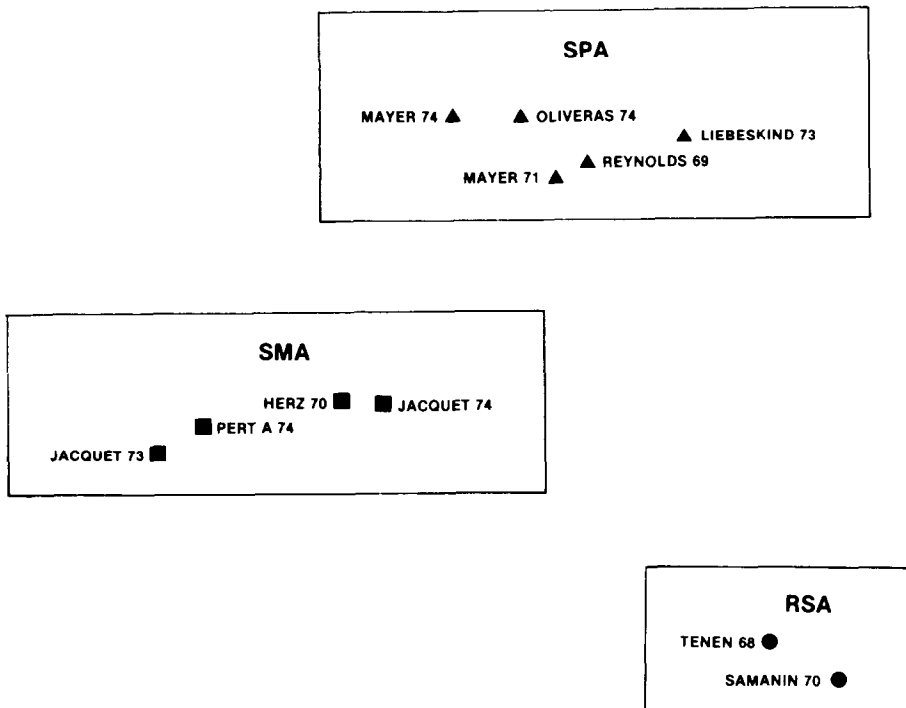 SPA
MAYER 74
OLIVERAS 74
LIEBESKIND 73
REYNOLDS 69
MAYER 71
SMA
HERZ 70
JACQUET 74
PERT A 74
JACQUET 73
RSA
TENEN 68
SAMANIN 70